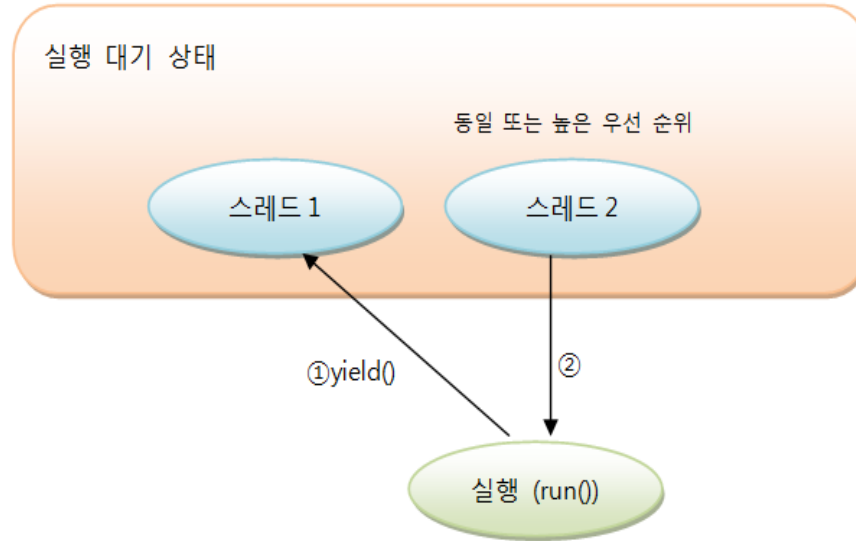 실행 대기 상태
동일 또는 높은 우선 순위
스레드 1
스레드 2
①yield()
②
실행 (run())